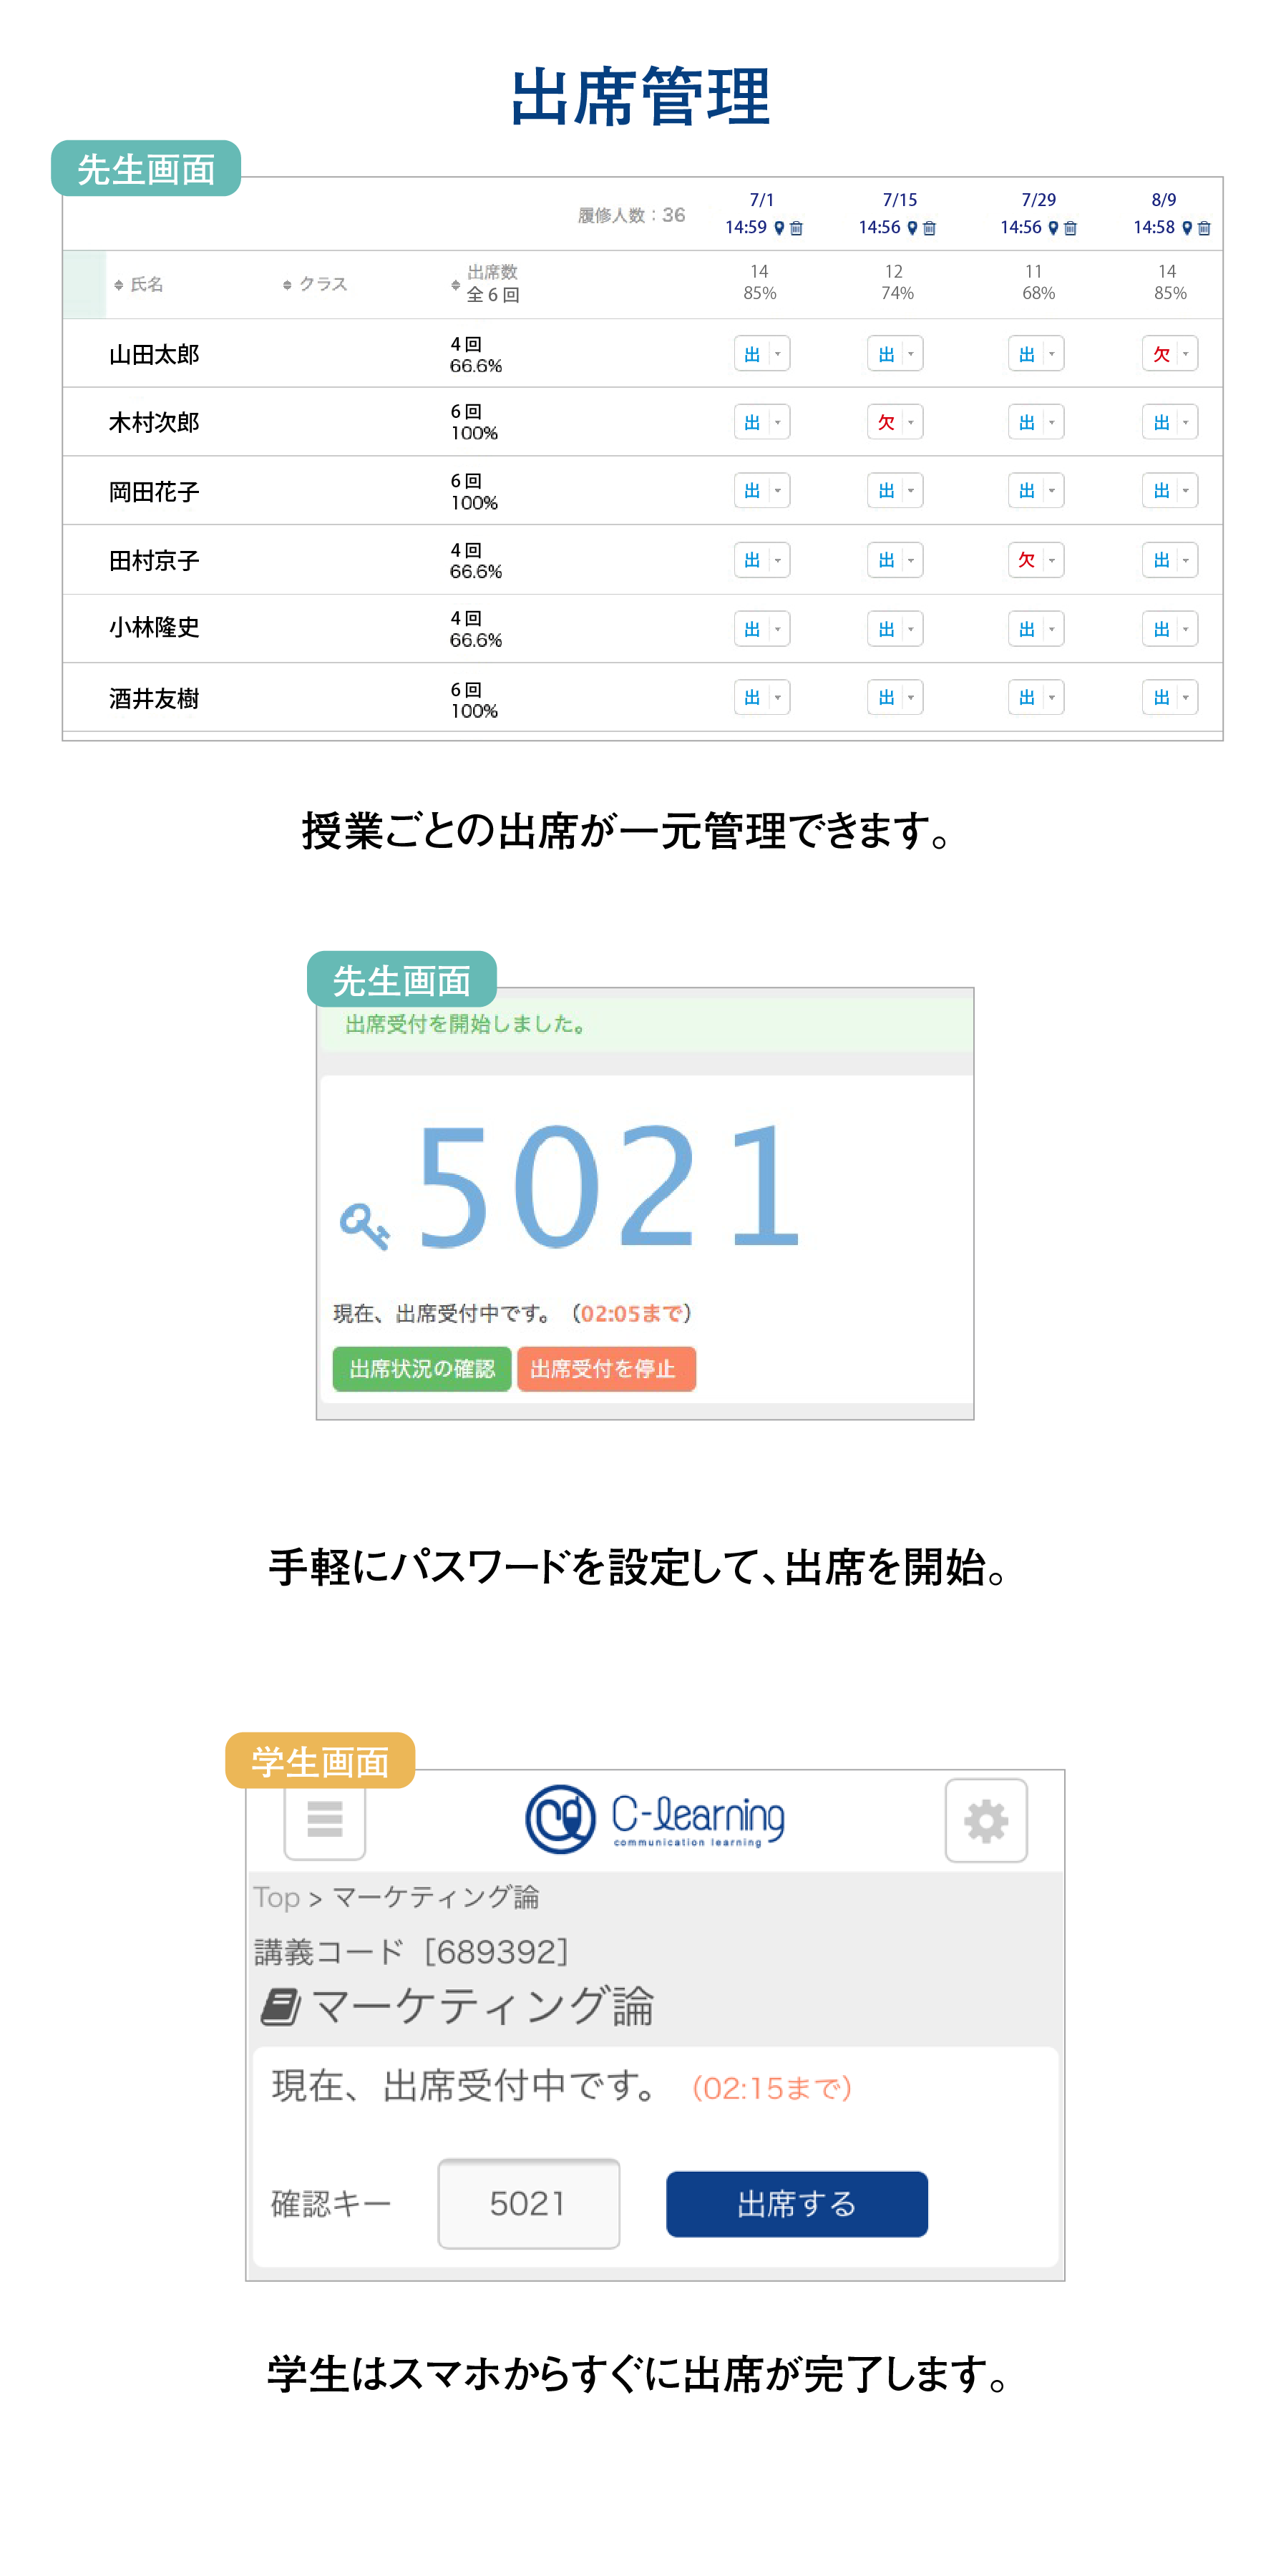 出席管理
先生画面
履修人数：36
7/1 7/15 7/29 8/9
14:59 14:56 14:56 14:58
氏名 クラス 出席数 全6回
14 12 11 14
85% 74% 68% 85%
山田太郎 4回 66.6% 出 出 出 欠
木村次郎 6回 100% 出 欠 出 出
岡田花子 6回 100% 出 出 出 出
田村京子 4回 66.6% 出 出 欠 出
小林隆史 4回 66.6% 出 出 出 出
酒井友樹 6回 100% 出 出 出 出
授業ごとの出席が一元管理できます。
先生画面
出席受付を開始しました。
5021
現在、出席受付中です。（02:05まで）
出席状況の確認 出席受付を停止
手軽にパスワードを設定して、出席を開始。
学生画面
C-Learning
communication learning
Top > マーケティング論
講義コード［689392］
マーケティング論
現在、出席受付中です。（02:15まで）
確認キー 5021 出席する
学生はスマホからすぐに出席が完了します。